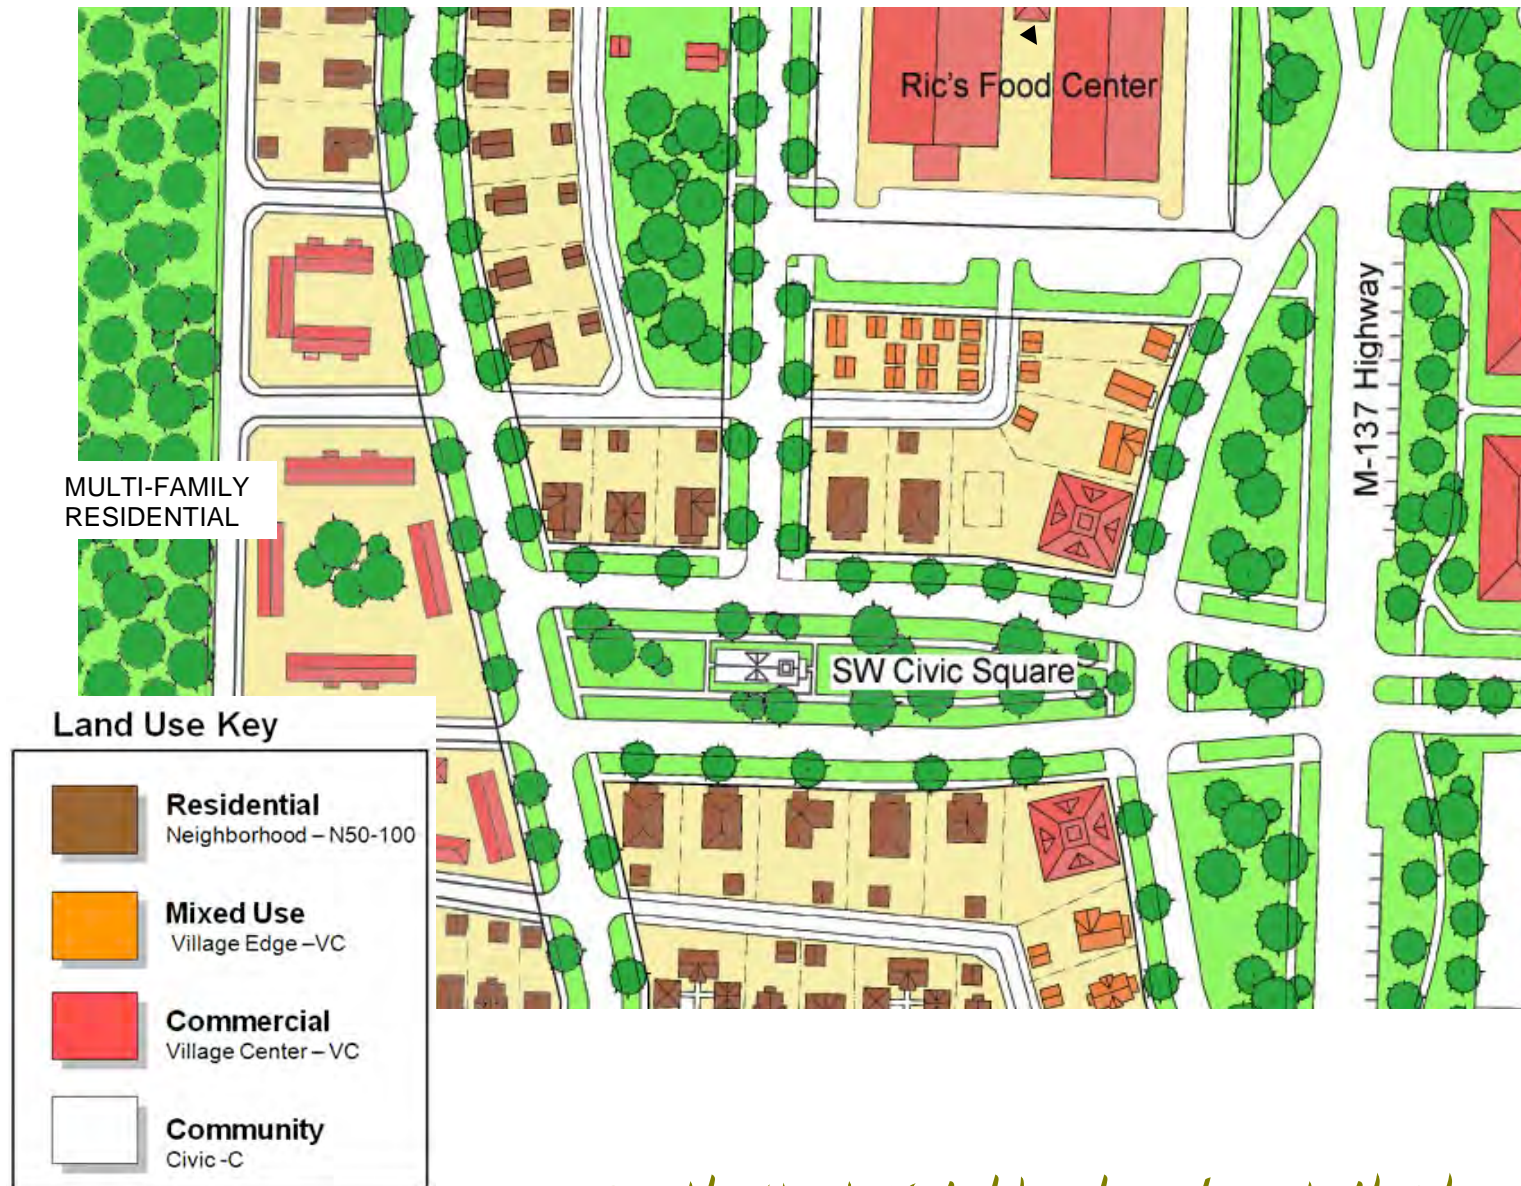 Ric's Food Center
M-137 Highway
MULTI-FAMILY
RESIDENTIAL
SW Civic Square
Land Use Key
Residential
Neighborhood – N50-100
Mixed Use
Village Edge –VC
Commercial
Village Center – VC
Community
Civic -C